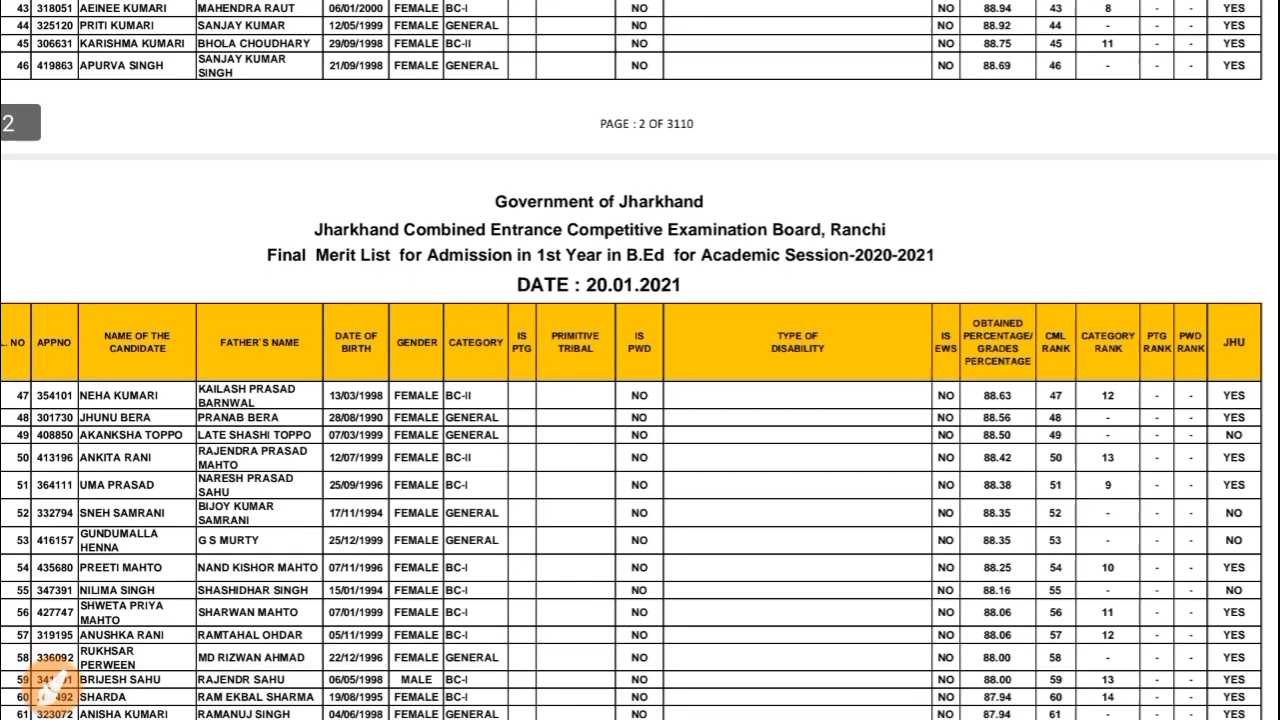 43 318051 AEINEE KUMARI MAHENDRA RAUT 06/01/2000 FEMALE BC-I NO NO 88.94 43 8 - - YES
44 325120 PRITI KUMARI SANJAY KUMAR 12/05/1999 FEMALE GENERAL NO NO 88.92 44 - - - YES
45 306631 KARISHMA KUMARI BHOLA CHOUDHARY 29/09/1998 FEMALE BC-II NO NO 88.75 45 11 - - YES
46 419863 APURVA SINGH SANJAY KUMAR SINGH 21/09/1998 FEMALE GENERAL NO NO 88.69 46 - - - YES
2
PAGE : 2 OF 3110
Government of Jharkhand
Jharkhand Combined Entrance Competitive Examination Board, Ranchi
Final Merit List for Admission in 1st Year in B.Ed for Academic Session-2020-2021
DATE : 20.01.2021
L. NO APPNO NAME OF THE CANDIDATE FATHER`S NAME DATE OF BIRTH GENDER CATEGORY IS PTG PRIMITIVE TRIBAL IS PWD TYPE OF DISABILITY IS EWS OBTAINED PERCENTAGE/ GRADES PERCENTAGE CML RANK CATEGORY RANK PTG RANK PWD RANK JHU
47 354101 NEHA KUMARI KAILASH PRASAD BARNWAL 13/03/1998 FEMALE BC-II NO NO 88.63 47 12 - - YES
48 301730 JHUNU BERA PRANAB BERA 28/08/1990 FEMALE GENERAL NO NO 88.56 48 - - - YES
49 408850 AKANKSHA TOPPO LATE SHASHI TOPPO 07/03/1999 FEMALE GENERAL NO NO 88.50 49 - - - NO
50 413196 ANKITA RANI RAJENDRA PRASAD MAHTO 12/07/1999 FEMALE BC-II NO NO 88.42 50 13 - - YES
51 364111 UMA PRASAD NARESH PRASAD SAHU 25/09/1996 FEMALE BC-I NO NO 88.38 51 9 - - YES
52 332794 SNEH SAMRANI BIJOY KUMAR SAMRANI 17/11/1994 FEMALE GENERAL NO NO 88.35 52 - - - NO
53 416157 GUNDUMALLA HENNA G S MURTY 25/12/1999 FEMALE GENERAL NO NO 88.35 53 - - - NO
54 435680 PREETI MAHTO NAND KISHOR MAHTO 07/11/1996 FEMALE BC-I NO NO 88.25 54 10 - - YES
55 347391 NILIMA SINGH SHASHIDHAR SINGH 15/01/1994 FEMALE BC-I NO NO 88.16 55 - - - NO
56 427747 SHWETA PRIYA MAHTO SHARWAN MAHTO 07/01/1999 FEMALE BC-I NO NO 88.06 56 11 - - YES
57 319195 ANUSHKA RANI RAMTAHAL OHDAR 05/11/1999 FEMALE BC-I NO NO 88.06 57 12 - - YES
58 336092 RUKHSAR PERWEEN MD RIZWAN AHMAD 22/12/1996 FEMALE GENERAL NO NO 88.00 58 - - - YES
59 BRIJESH SAHU RAJENDR SAHU 06/05/1998 MALE BC-I NO NO 88.00 59 13 - - YES
60 SHARDA RAM EKBAL SHARMA 19/08/1995 FEMALE BC-I NO NO 87.94 60 14 - - YES
61 323072 ANISHA KUMARI RAMANUJ SINGH 04/06/1998 FEMALE GENERAL NO NO 87.94 61 - - - YES